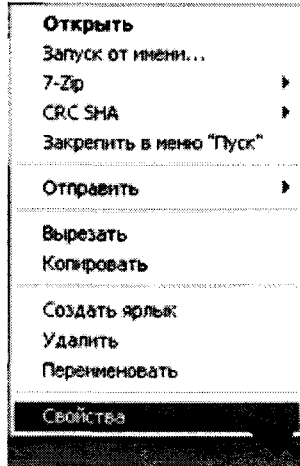 Открыть
Запуск от имени...
7-Zip
CRC SHA
Закрепить в меню "Пуск"
Отправить
Вырезать
Копировать
Создать ярлык
Удалить
Переименовать
Свойства